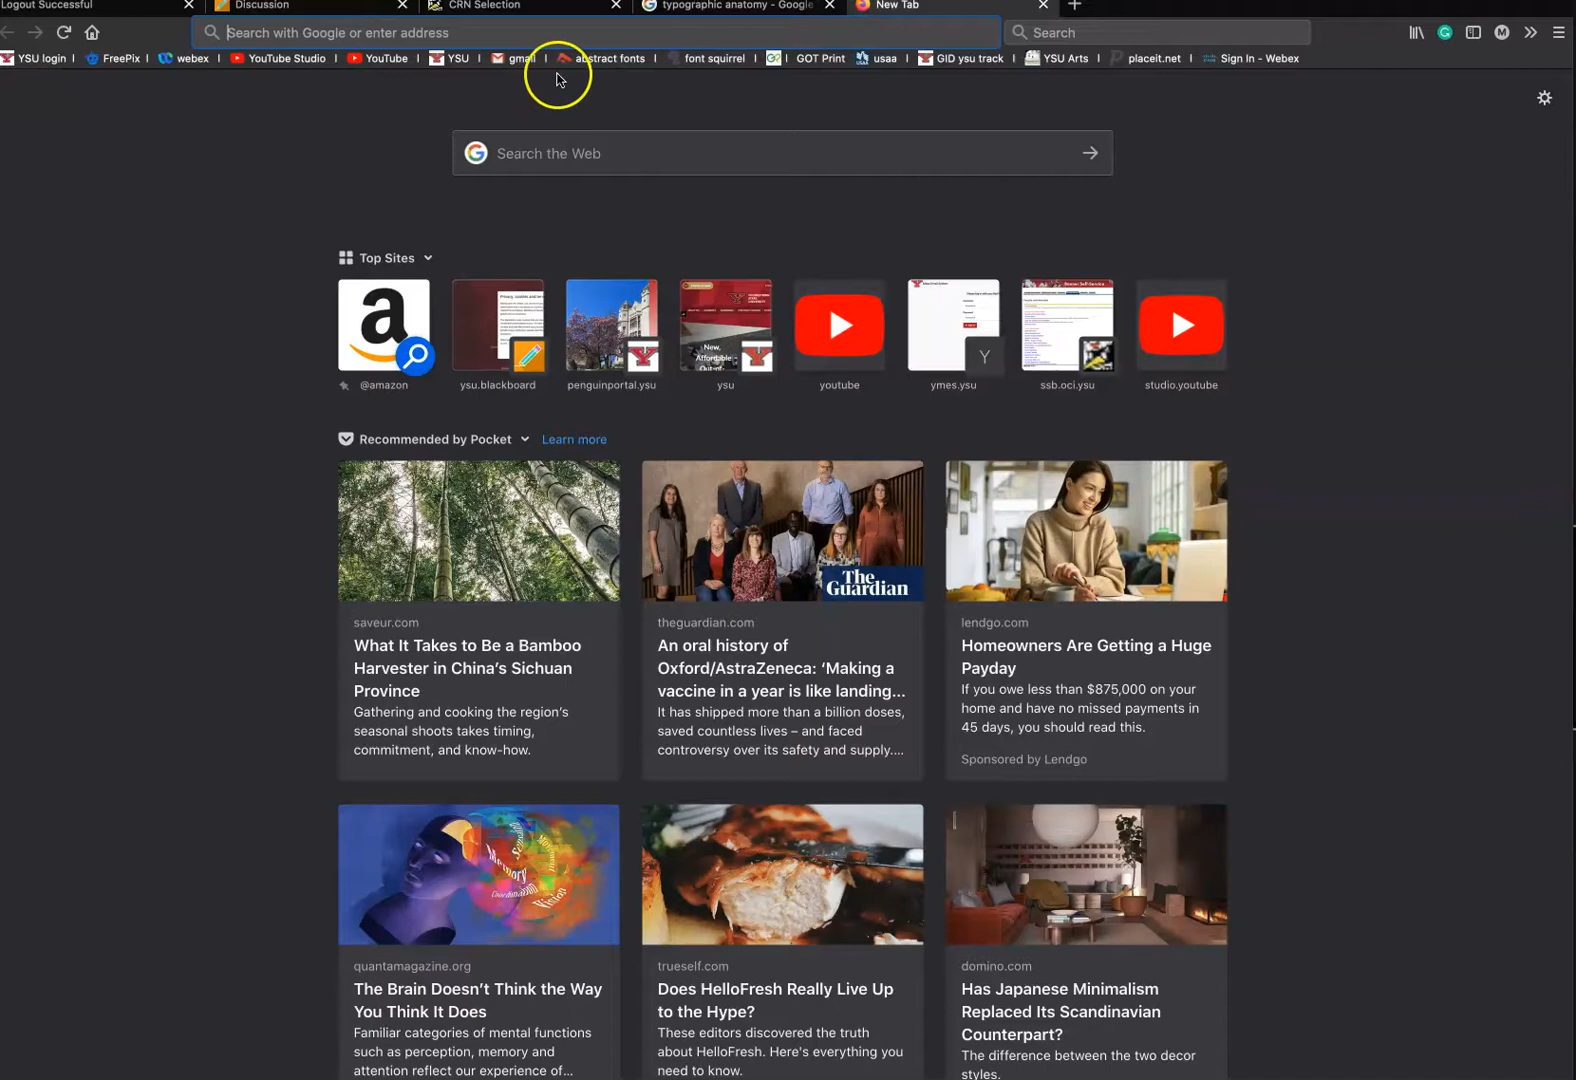 Logout Successful
Discussion
CRN Selection
typographic anatomy - Google
New Tab
Search with Google or enter address
Search
YSU login
FreePix
webex
YouTube Studio
YouTube
YSU
gmail
abstract fonts
font squirrel
GOT Print
usaa
GID ysu track
YSU Arts
placeit.net
Sign In - Webex
Search the Web
Top Sites
@amazon
ysu.blackboard
penguinportal.ysu
ysu
youtube
ymes.ysu
ssb.oci.ysu
studio.youtube
Recommended by Pocket
Learn more
The Guardian
saveur.com
What It Takes to Be a Bamboo
Harvester in China's Sichuan
Province
Gathering and cooking the region's
seasonal shoots takes timing,
commitment, and know-how.
theguardian.com
An oral history of
Oxford/AstraZeneca: ‘Making a
vaccine in a year is like landing...
It has shipped more than a billion doses,
saved countless lives – and faced
controversy over its safety and supply....
lendgo.com
Homeowners Are Getting a Huge
Payday
If you owe less than $875,000 on your
home and have no missed payments in
45 days, you should read this.
Sponsored by Lendgo
Memory
Vision
quantamagazine.org
The Brain Doesn't Think the Way
You Think It Does
Familiar categories of mental functions
such as perception, memory and
attention reflect our experience of...
trueself.com
Does HelloFresh Really Live Up
to the Hype?
These editors discovered the truth
about HelloFresh. Here's everything you
need to know.
domino.com
Has Japanese Minimalism
Replaced Its Scandinavian
Counterpart?
The difference between the two decor
styles.